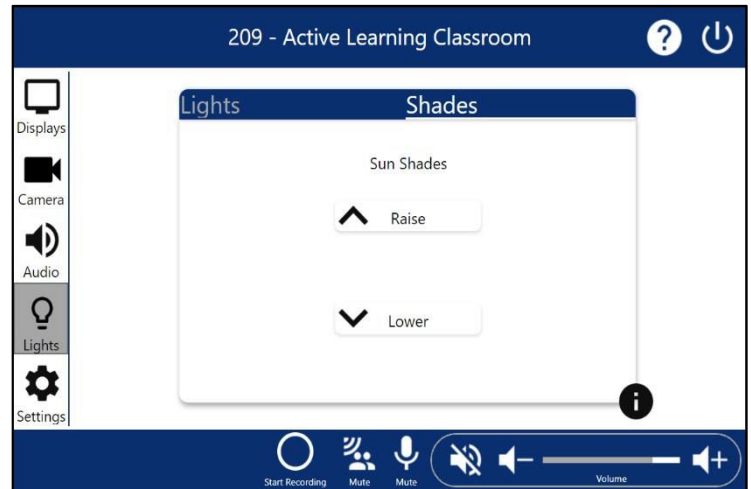 209 - Active Learning Classroom
?
Displays
Camera
Audio
Lights
Settings
Lights Shades
Sun Shades
Raise
Lower
i
Start Recording
Mute
Mute
Volume